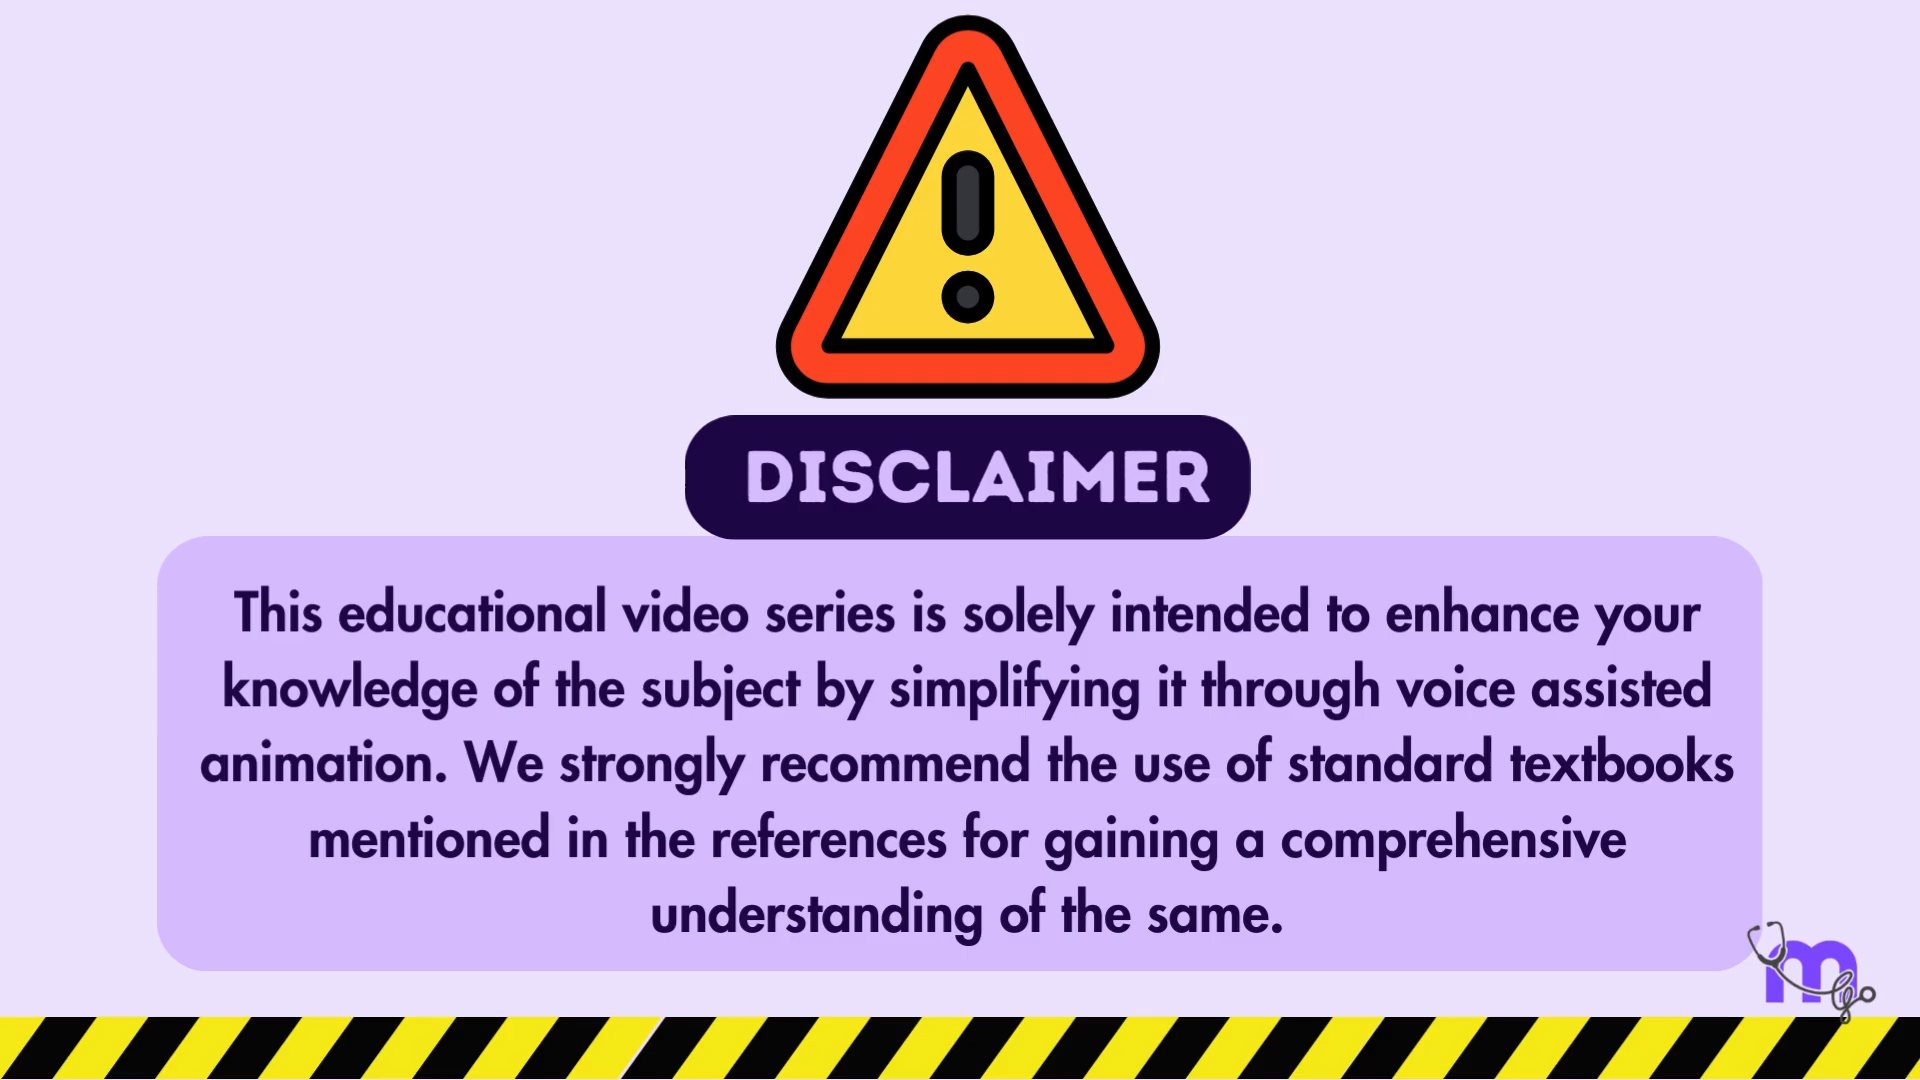 DISCLAIMER
This educational video series is solely intended to enhance your
knowledge of the subject by simplifying it through voice assisted
animation. We strongly recommend the use of standard textbooks
mentioned in the references for gaining a comprehensive
understanding of the same.
m
go